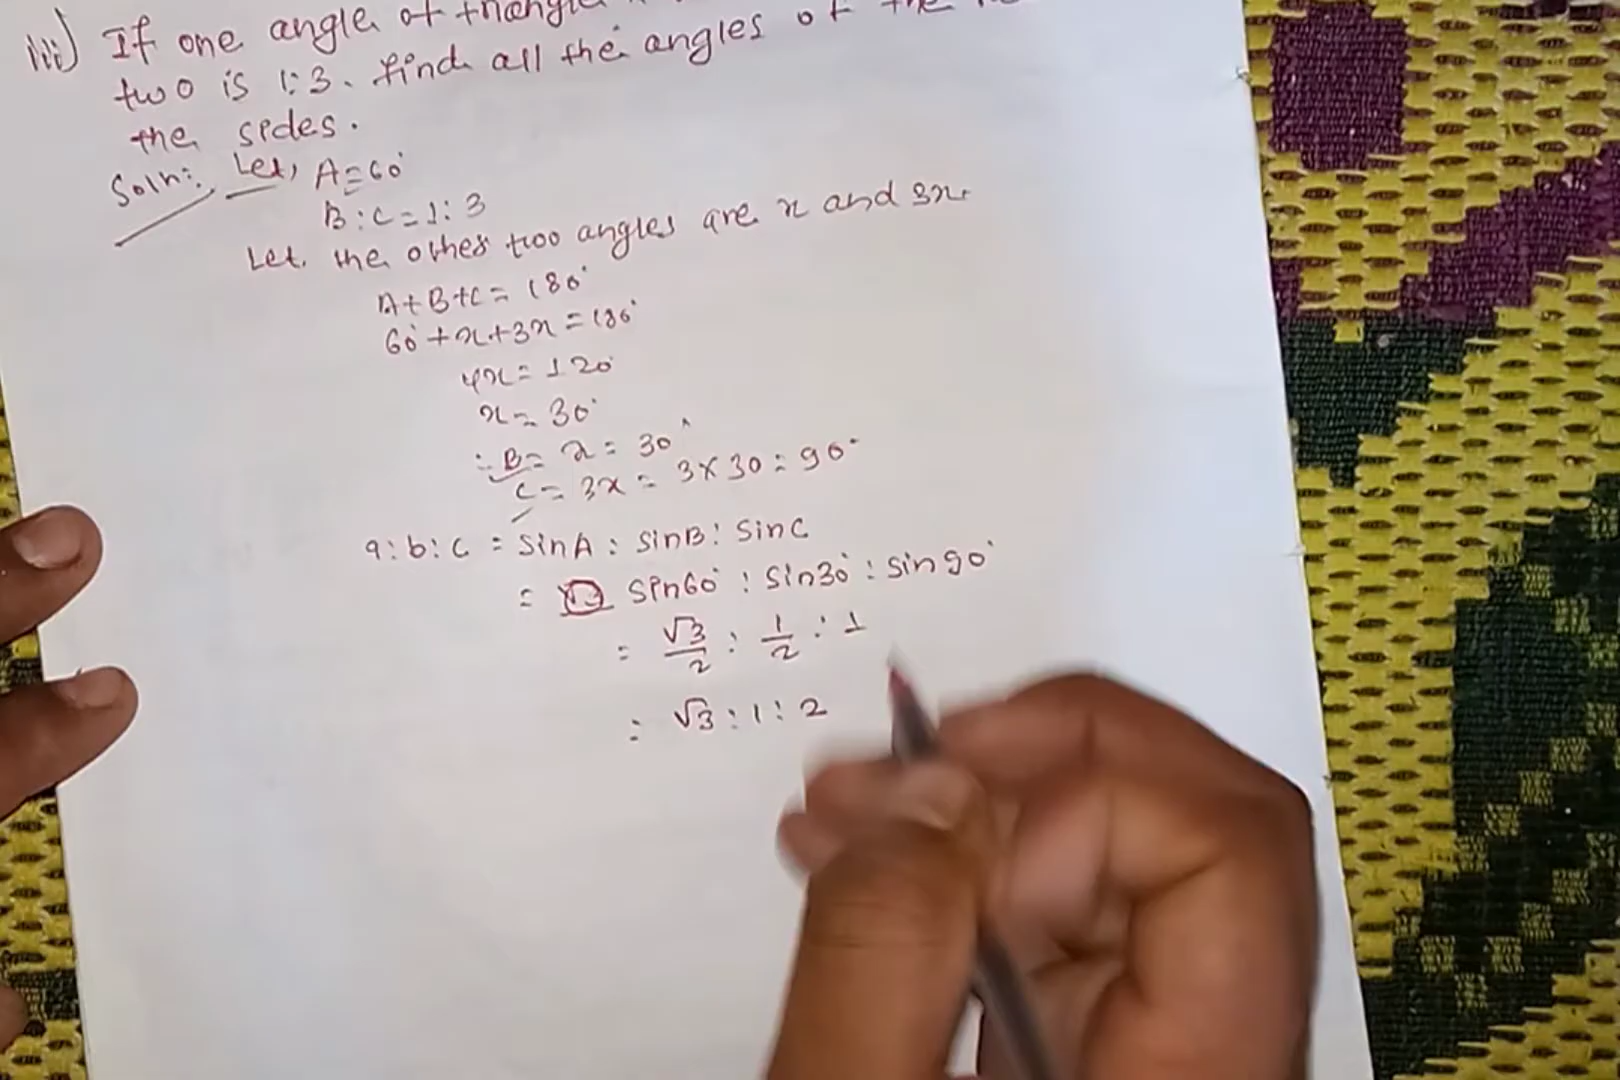 iii) If one angle of triangle
two is 1:3. find all the angles of the
the sides.
Soln:. Let, A=60°
B:C=1:3
Let. the other two angles are x and 3x.
A+B+C=180°
60°+x+3x=180°
4x=120°
x=30°
∴B=x=30°
C=3x=3×30=90°
a:b:c=sinA:sinB:sinC
= sin60°:sin30°:sin90°
= √3/2 : 1/2 : 1
= √3:1:2